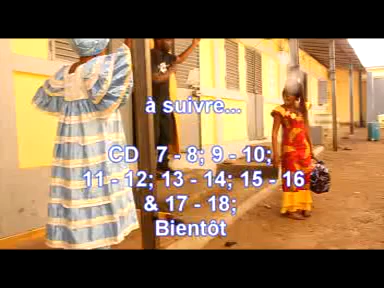 à suivre...
CD 7 - 8; 9 - 10;
11 - 12; 13 - 14; 15 - 16
& 17 - 18;
Bientôt